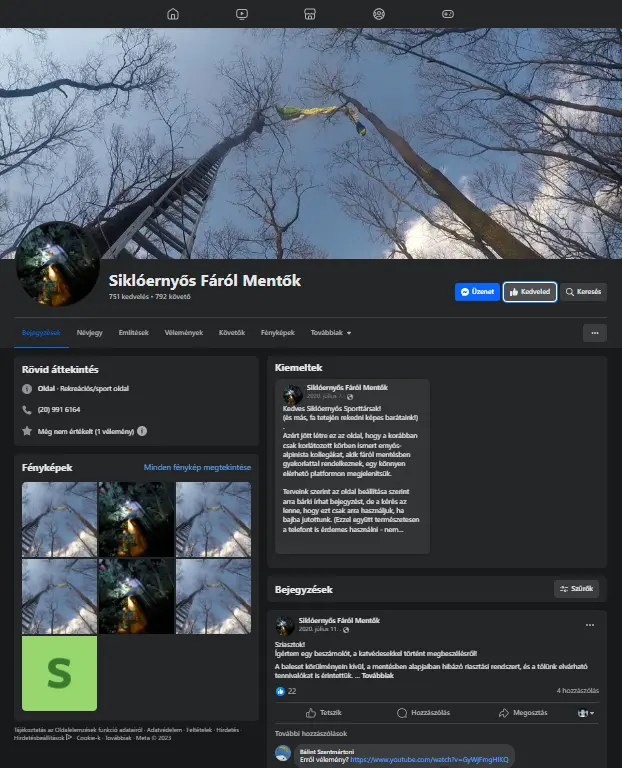 Siklóernyős Fáról Mentők
751 kedvelés • 792 követő
Üzenet
Kedveled
Keresés
Bejegyzések
Névjegy
Említések
Vélemények
Követők
Fényképek
Továbbiak
Rövid áttekintés
Oldal · Rekreációs/sport oldal
(20) 991 6164
Még nem értékelt (1 vélemény)
Fényképek
Minden fénykép megtekintése
S
Tájékoztatás az Oldalelemzések funkció adatairól · Adatvédelem · Feltételek · Hirdetés ·
Hirdetésbeállítások · Cookie-k · Továbbiak · Meta © 2023
Kiemeltek
Siklóernyős Fáról Mentők
2020. július 7. ·
Kedves Siklóernyős Sporttársak!
(és más, fa tetején rekedni képes barátaink!)
.
Azért jött létre ez az oldal, hogy a korábban
csak korlátozott körben ismert ernyős-
alpinista kollegákat, akik fáról mentésben
gyakorlattal rendelkeznek, egy könnyen
elérhető platformon megjelenítsük.
Terveink szerint az oldal beállítása szerint
arra bárki írhat bejegyzést, de a kérés az
lenne, hogy ezt csak arra használjuk, ha
bajba jutottunk. (Ezzel együtt természetesen
a telefont is érdemes használni - nem...
Bejegyzések
Szűrők
Siklóernyős Fáról Mentők
2020. július 11. ·
Sziasztok!
Ígértem egy beszámolót, a katvédesekkel történt megbeszélésről!
A baleset körülményein kívül, a mentésben alapjaiban hibázó riasztási rendszert, és a tőlünk elvárható
tennivalókat is érintettük. ... Továbbiak
22
4 hozzászólás
Tetszik
Hozzászólás
Megosztás
További hozzászólások
Bálint Szentmártoni
Erről vélemény? https://www.youtube.com/watch?v=GyWjFmgHIXQ